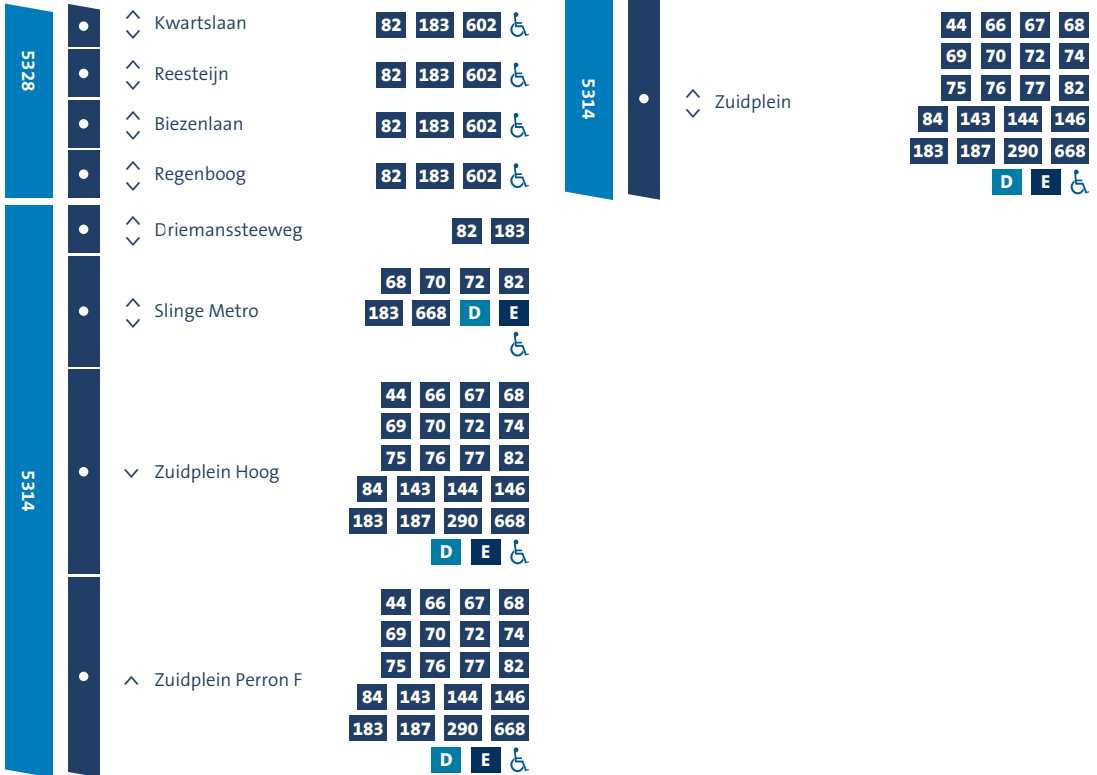 5328
Kwartslaan 82 183 602
Reesteijn 82 183 602
Biezenlaan 82 183 602
Regenboog 82 183 602
5314
Driemanssteeweg 82 183
68 70 72 82
Slinge Metro 183 668 D E
44 66 67 68
69 70 72 74
Zuidplein Hoog 75 76 77 82
84 143 144 146
183 187 290 668
D E
44 66 67 68
69 70 72 74
75 76 77 82
Zuidplein Perron F 84 143 144 146
183 187 290 668
D E
5314
44 66 67 68
69 70 72 74
75 76 77 82
Zuidplein 84 143 144 146
183 187 290 668
D E